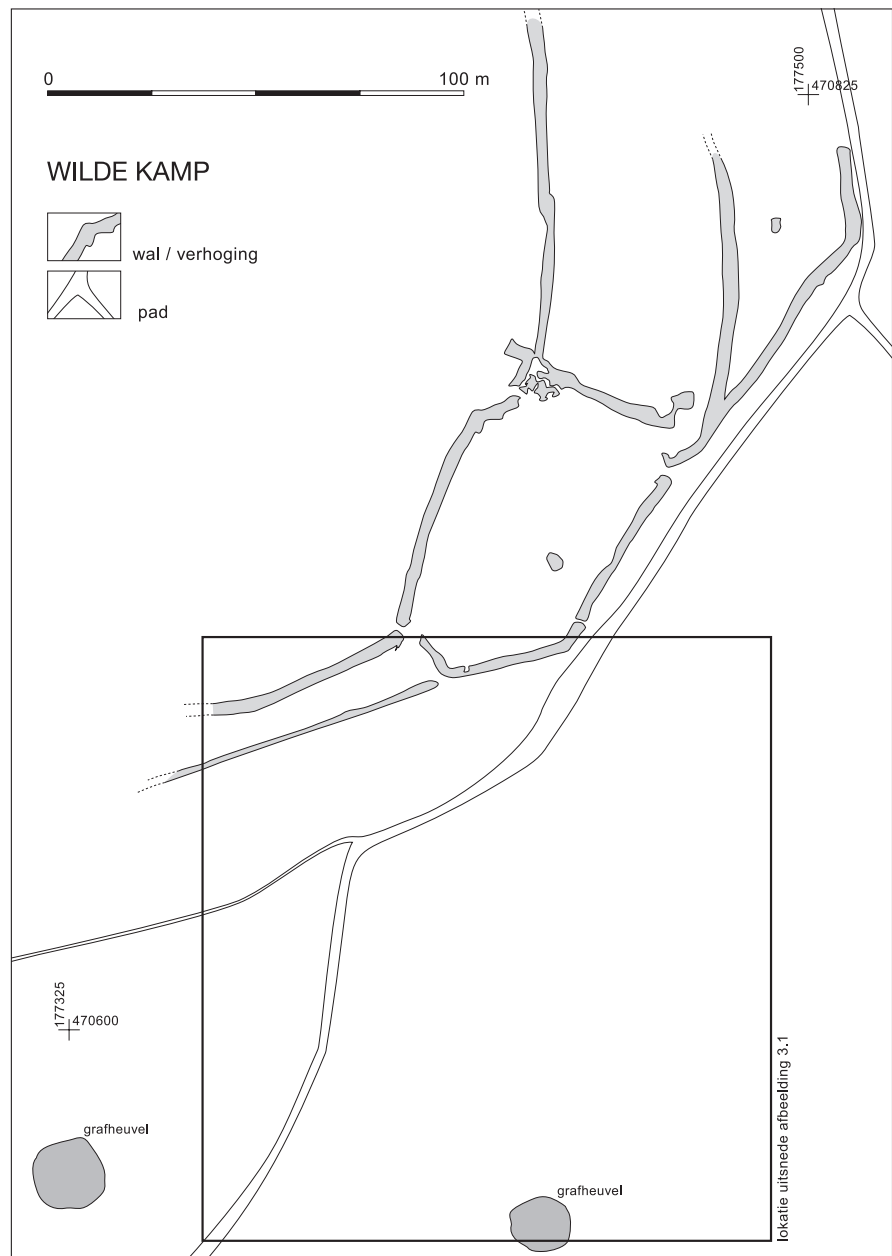 0 100 m
177500
470825
WILDE KAMP
wal / verhoging
pad
177325
470600
grafheuvel
grafheuvel
lokatie uitsnede afbeelding 3.1